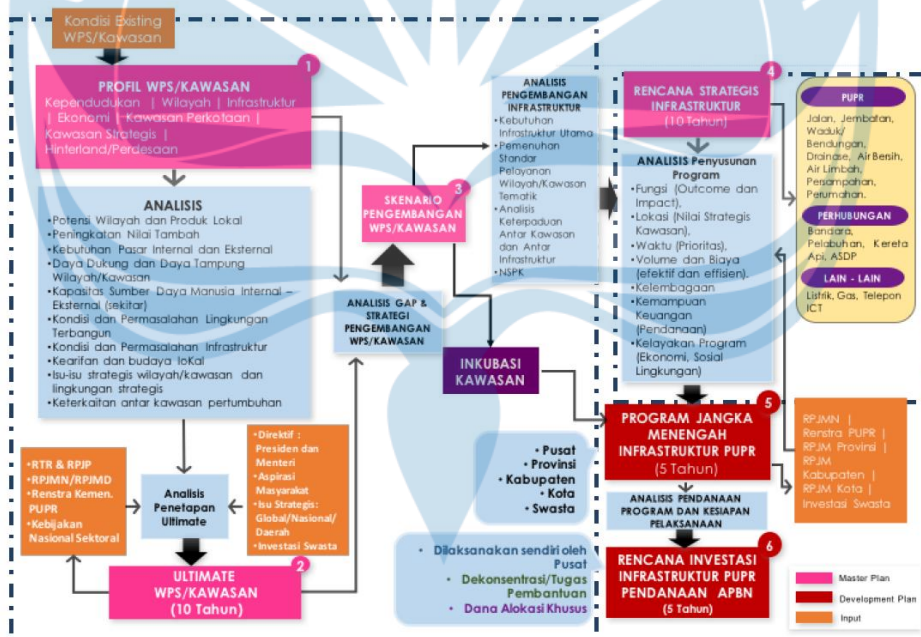 Kondisi Existing
WPS/Kawasan
1
PROFIL WPS/KAWASAN
Kependudukan | Wilayah | Infrastruktur
| Ekonomi | Kawasan Perkotaan |
Kawasan Strategis |
Hinterland/Perdesaan
ANALISIS
•Potensi Wilayah dan Produk Lokal
•Peningkatan Nilai Tambah
•Kebutuhan Pasar Internal dan Eksternal
•Daya Dukung dan Daya Tampung
Wilayah/Kawasan
•Kapasitas Sumber Daya Manusia Internal –
Eksternal (sekitar)
•Kondisi dan Permasalahan Lingkungan
Terbangun
•Kondisi dan Permasalahan Infrastruktur
•Kearifan dan budaya loKal
•Isu-isu strategis wilayah/kawasan dan
lingkungan strategis
•Keterkaitan antar kawasan pertumbuhan
•RTR & RPJP
•RPJMN/RPJMD
•Renstra Kemen.
PUPR
•Kebijakan
Nasional Sektoral
Analisis
Penetapan
Ultimate
•Direktif :
Presiden dan
Menteri
•Aspirasi
Masyarakat
•Isu Strategis:
Global/Nasional/
Daerah
•Investasi Swasta
2
ULTIMATE
WPS/KAWASAN
(10 Tahun)
ANALISIS GAP &
STRATEGI
PENGEMBANGAN
WPS/KAWASAN
3
SKENARIO
PENGEMBANGAN
WPS/KAWASAN
ANALISIS
PENGEMBANGAN
INFRASTRUKTUR
•Kebutuhan
Infrastruktur Utama
•Pemenuhan
Standar
Pelayanan
Wilayah/Kawasan
Tematik
•Analisis
Keterpaduan
Antar Kawasan
dan Antar
Infrastruktur
•NSPK
INKUBASI
KAWASAN
4
RENCANA STRATEGIS
INFRASTRUKTUR
(10 Tahun)
ANALISIS Penyusunan
Program
•Fungsi (Outcome dan
Impact),
•Lokasi (Nilai Strategis
Kawasan),
•Waktu (Prioritas),
•Volume dan Biaya
(efektif dan effisien).
•Kelembagaan
•Kemampuan
Keuangan
(Pendanaan)
•Kelayakan Program
(Ekonomi, Sosial
Lingkungan)
PUPR
Jalan, Jembatan,
Waduk/
Bendungan,
Drainase, AirBesih,
Air Limbah,
Persampahan,
Perumahan,
PERHUBUNGAN
Bandara,
Pelabuhan, Kereta
Api, ASDP
LAIN - LAIN
Listrik, Gas, Telepon
ICT
5
PROGRAM JANGKA
MENENGAH
INFRASTRUKTUR PUPR
(5 Tahun)
RPJMN |
Renstra PUPR |
RPJM Provinsi |
RPJM
Kabupaten |
RPJM Kota |
Investasi Swasta
• Pusat
• Provinsi
• Kabupaten
• Kota
• Swasta
ANALISIS PENDANAAN
PROGRAM DAN KESIAPAN
PELAKSANAAN
• Dilaksanakan sendiri oleh
Pusat
• Dekonsentrasi/Tugas
Pembantuan
• Dana Alokasi Khusus
6
RENCANA INVESTASI
INFRASTRUKTUR PUPR
PENDANAAN APBN
(5 Tahun)
Master Plan
Development Plan
Input